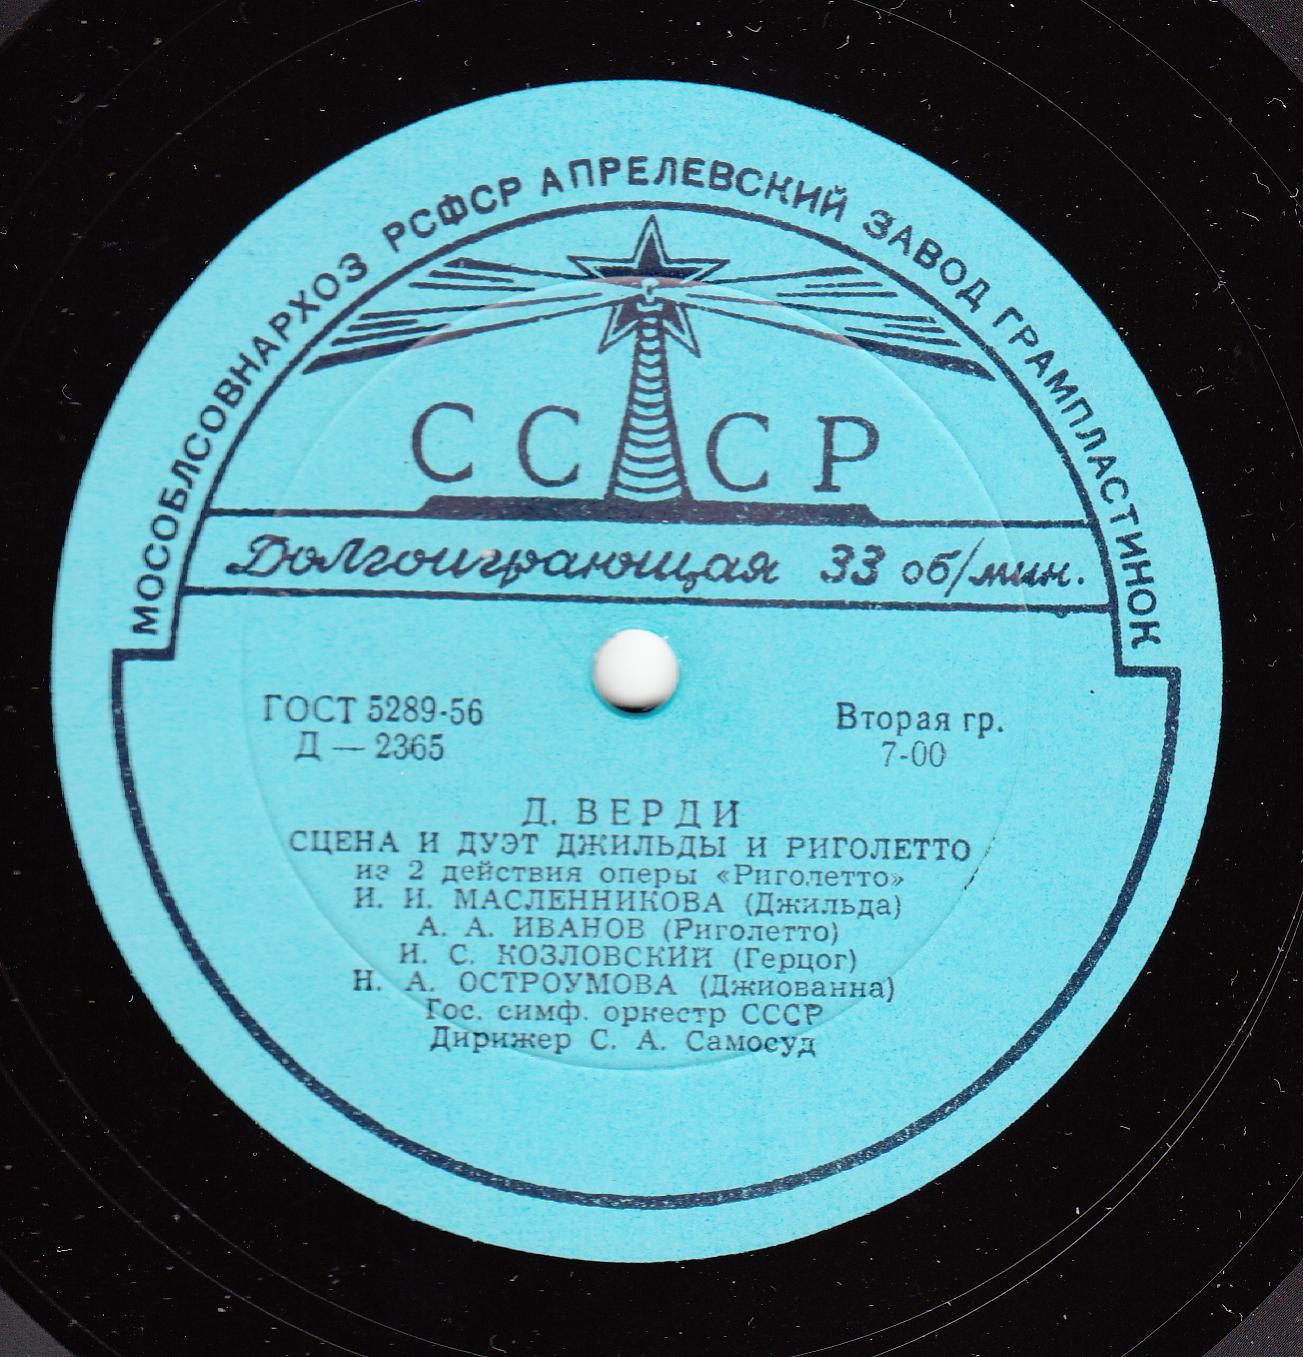 МОСОБЛСОВНАРХОЗ РСФСР АПРЕЛЕВСКИЙ ЗАВОД ГРАМПЛАСТИНОК
СССР
Долгоиграющая 33 об/мин.
ГОСТ 5289-56
Д — 2365
Вторая гр.
7-00
Д. ВЕРДИ
СЦЕНА И ДУЭТ ДЖИЛЬДЫ И РИГОЛЕТТО
из 2 действия оперы «Риголетто»
И. И. МАСЛЕННИКОВА (Джильда)
А. А. ИВАНОВ (Риголетто)
И. С. КОЗЛОВСКИЙ (Герцог)
Н. А. ОСТРОУМОВА (Джиованна)
Гос. симф. оркестр СССР
Дирижер С. А. Самосуд